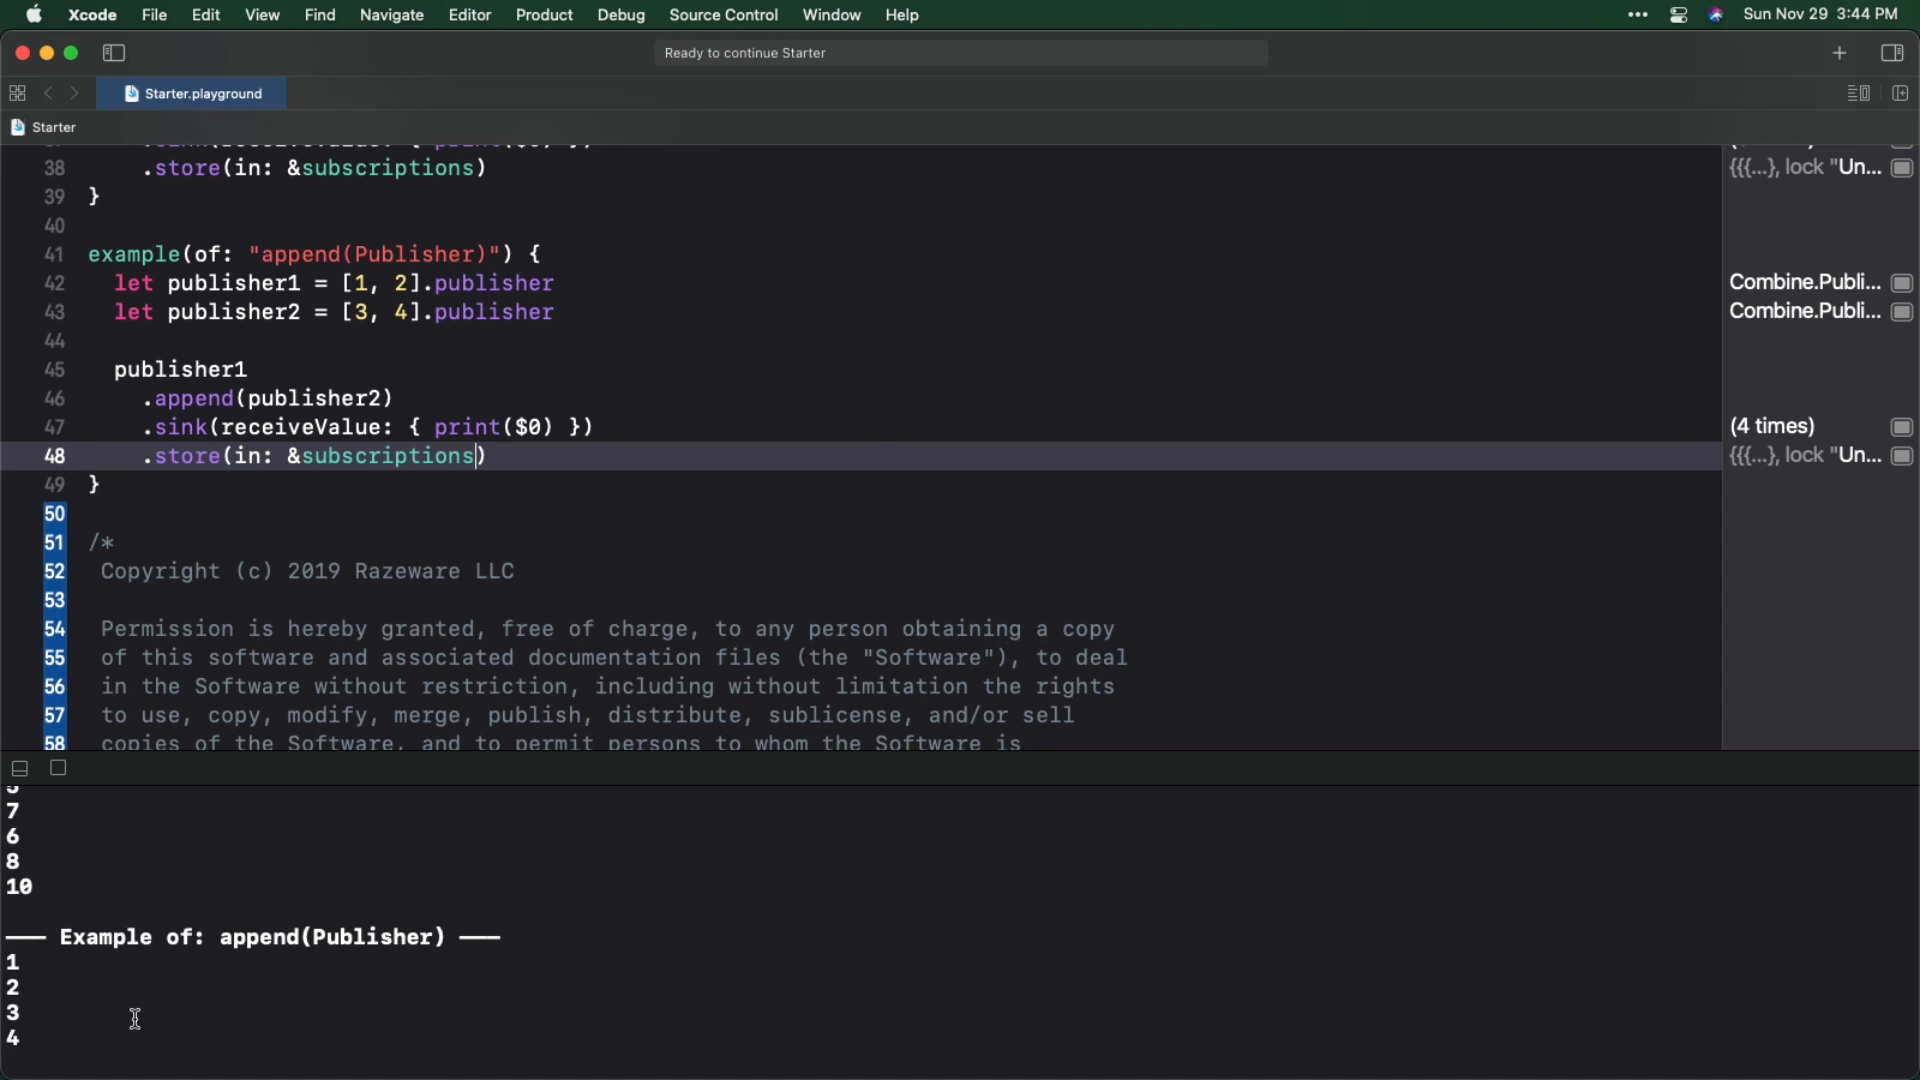 Xcode File Edit View Find Navigate Editor Product Debug Source Control Window Help ••• Sun Nov 29 3:44 PM
Ready to continue Starter
Starter.playground
Starter
38 .store(in: &subscriptions) {{{...}, lock "Un...
39 }
40
41 example(of: "append(Publisher)") {
42 let publisher1 = [1, 2].publisher Combine.Publi...
43 let publisher2 = [3, 4].publisher Combine.Publi...
44
45 publisher1
46 .append(publisher2)
47 .sink(receiveValue: { print($0) }) (4 times)
48 .store(in: &subscriptions) {{{...}, lock "Un...
49 }
50
51 /*
52 Copyright (c) 2019 Razeware LLC
53
54 Permission is hereby granted, free of charge, to any person obtaining a copy
55 of this software and associated documentation files (the "Software"), to deal
56 in the Software without restriction, including without limitation the rights
57 to use, copy, modify, merge, publish, distribute, sublicense, and/or sell
58 copies of the Software, and to permit persons to whom the Software is
7
6
8
10
——— Example of: append(Publisher) ———
1
2
3
4